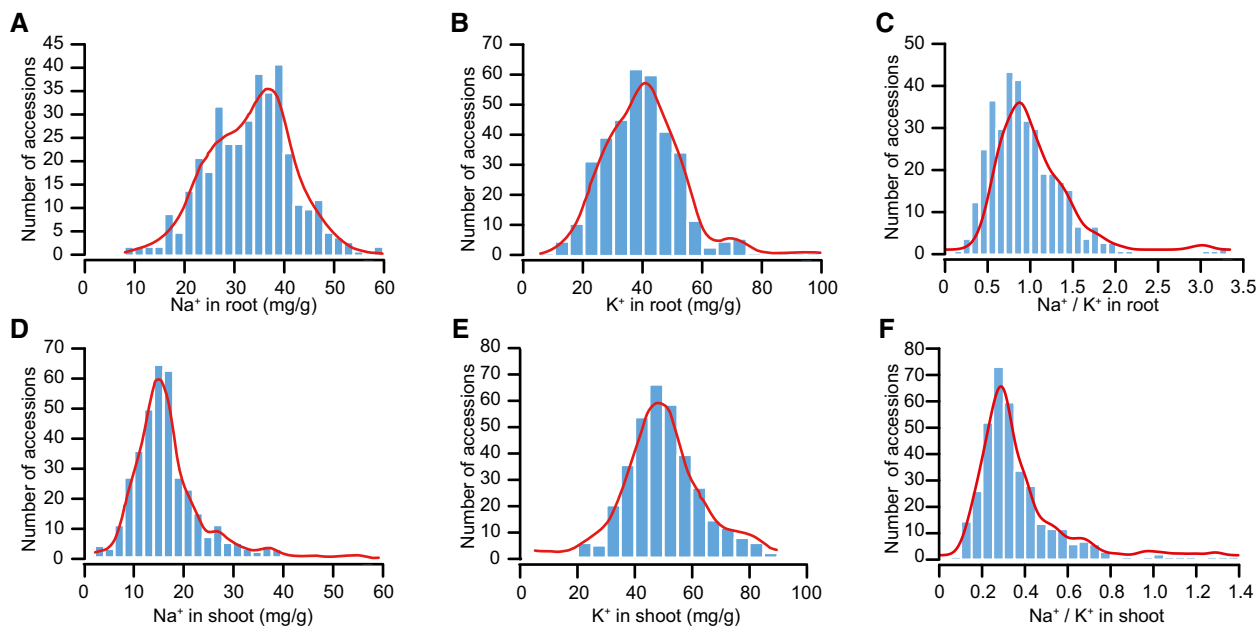 A
Number of accessions
45
40
35
30
25
20
15
10
5
0
0 10 20 30 40 50 60
Na⁺ in root (mg/g)
B
Number of accessions
70
60
50
40
30
20
10
0
0 20 40 60 80 100
K⁺ in root (mg/g)
C
Number of accessions
50
40
30
20
10
0
0 0.5 1.0 1.5 2.0 2.5 3.0 3.5
Na⁺ / K⁺ in root
D
Number of accessions
70
60
50
40
30
20
10
0
0 10 20 30 40 50 60
Na⁺ in shoot (mg/g)
E
Number of accessions
80
70
60
50
40
30
20
10
0
0 20 40 60 80 100
K⁺ in shoot (mg/g)
F
Number of accessions
80
70
60
50
40
30
20
10
0
0 0.2 0.4 0.6 0.8 1.0 1.2 1.4
Na⁺ / K⁺ in shoot